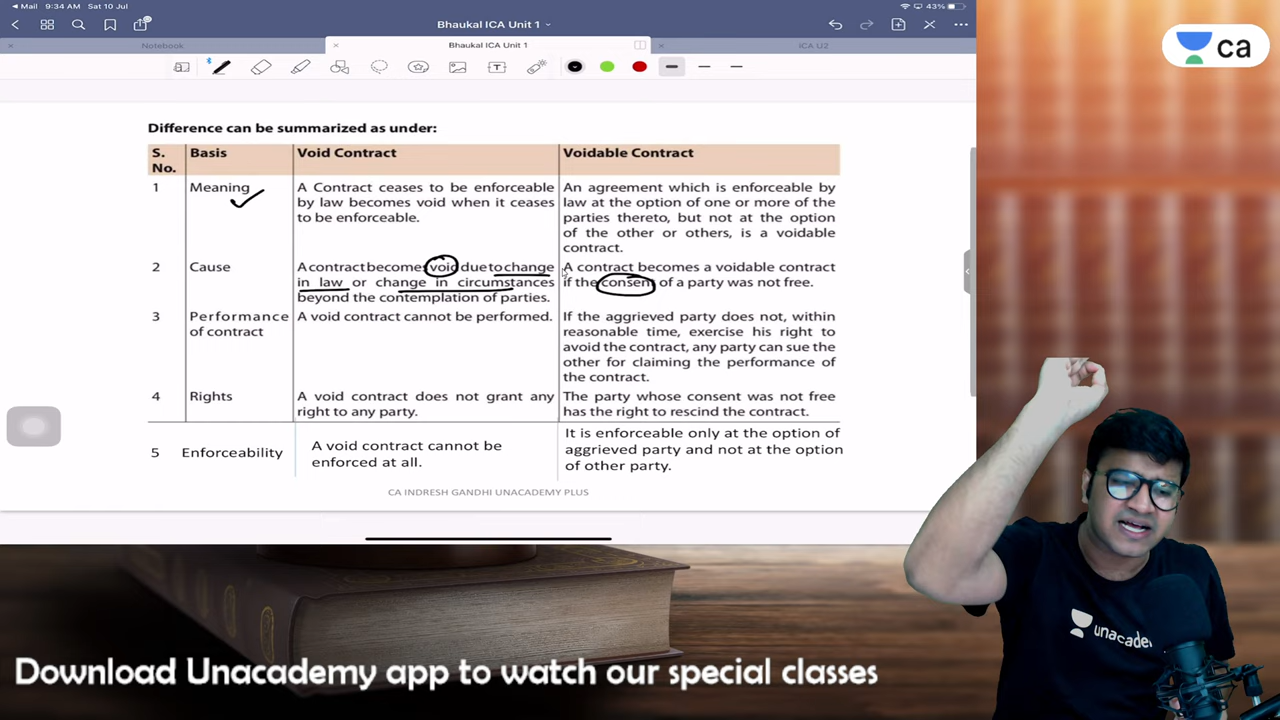 Mail 9:34 AM Sat 10 Jul
43%
Bhaukal ICA Unit 1
Notebook
Bhaukal ICA Unit 1
ICA U2
ca
Difference can be summarized as under:
S. No. Basis Void Contract Voidable Contract
1 Meaning
A Contract ceases to be enforceable
by law becomes void when it ceases
to be enforceable.
An agreement which is enforceable by
law at the option of one or more of the
parties thereto, but not at the option
of the other or others, is a voidable
contract.
2 Cause
A contract becomes void due to change
in law or change in circumstances
beyond the contemplation of parties.
A contract becomes a voidable contract
if the consent of a party was not free.
3 Performance
of contract
A void contract cannot be performed.
If the aggrieved party does not, within
reasonable time, exercise his right to
avoid the contract, any party can sue the
other for claiming the performance of
the contract.
4 Rights
A void contract does not grant any
right to any party.
The party whose consent was not free
has the right to rescind the contract.
5 Enforceability
A void contract cannot be
enforced at all.
It is enforceable only at the option of
aggrieved party and not at the option
of other party.
CA INDRESH GANDHI UNACADEMY PLUS
unacademy
Download Unacademy app to watch our special classes